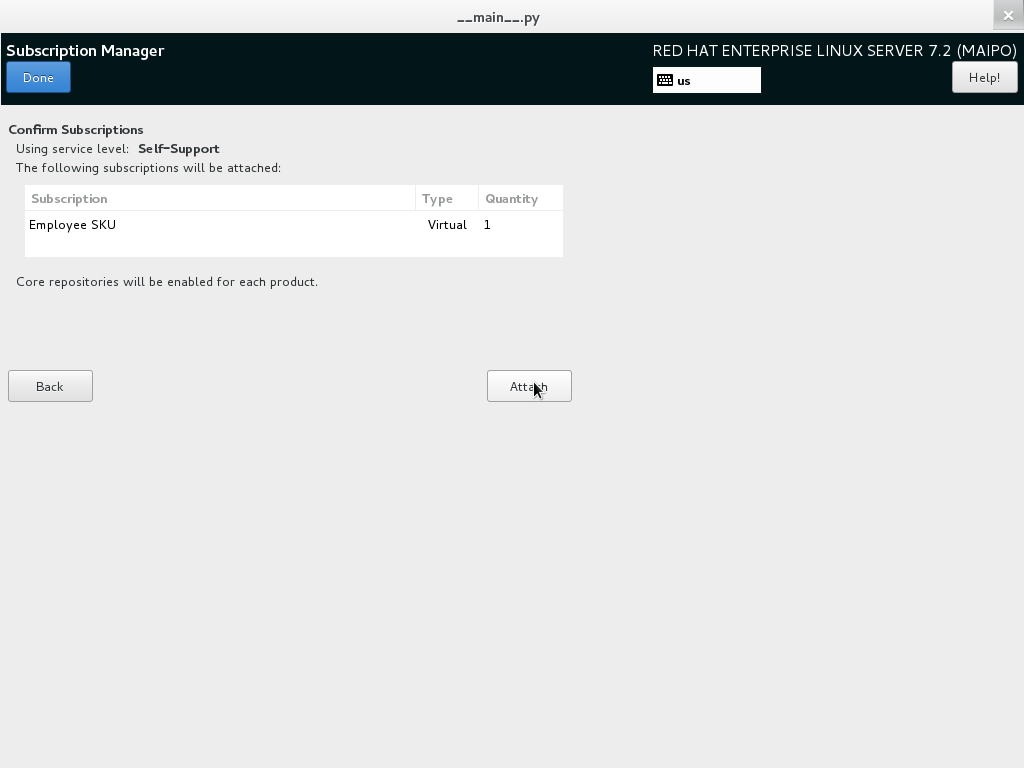 __main__.py
Subscription Manager
RED HAT ENTERPRISE LINUX SERVER 7.2 (MAIPO)
Done
us
Help!
Confirm Subscriptions
Using service level: Self-Support
The following subscriptions will be attached:
Subscription Type Quantity
Employee SKU Virtual 1
Core repositories will be enabled for each product.
Back Attach